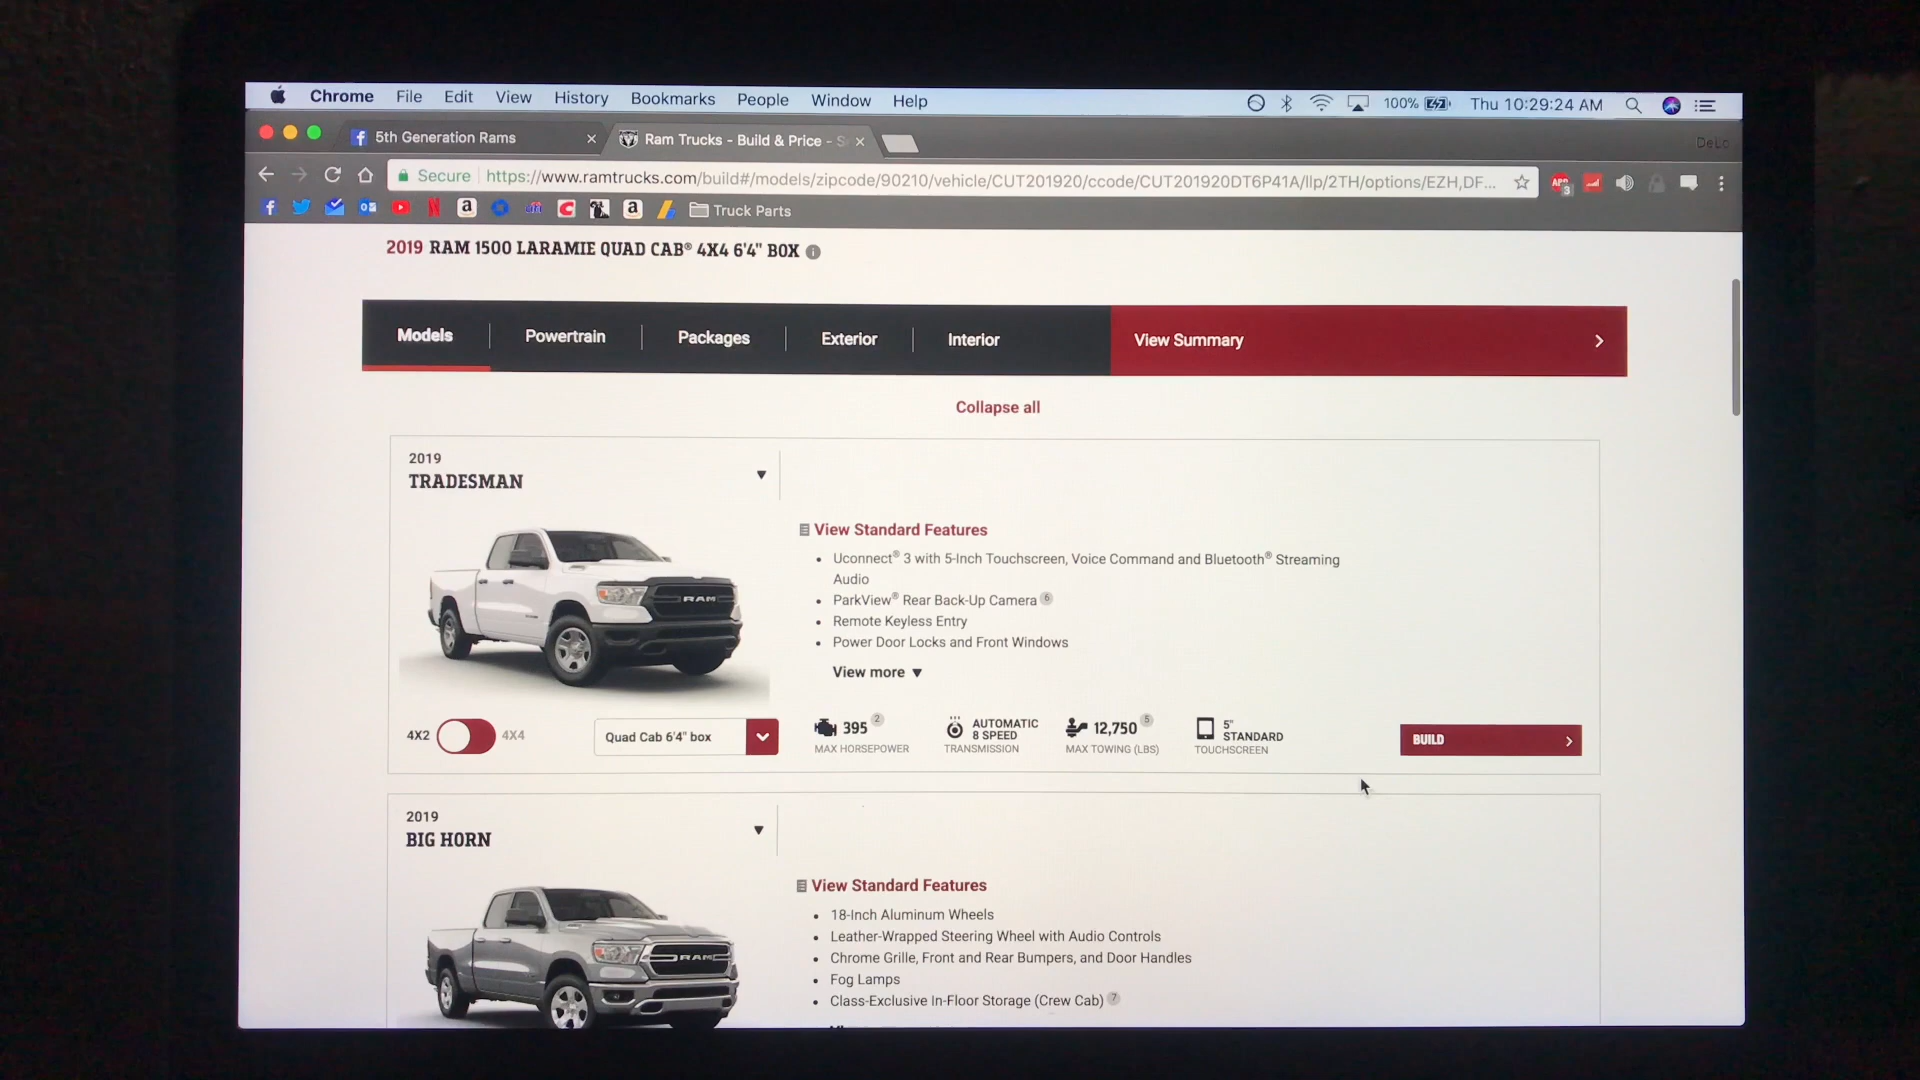 Chrome File Edit View History Bookmarks People Window Help 100% Thu 10:29:24 AM
5th Generation Rams × Ram Trucks - Build & Price - S ×
Secure https://www.ramtrucks.com/build#/models/zipcode/90210/vehicle/CUT201920/ccode/CUT201920DT6P41A/llp/2TH/options/EZH,DF...
Truck Parts
2019 RAM 1500 LARAMIE QUAD CAB® 4X4 6'4" BOX
Models Powertrain Packages Exterior Interior View Summary
Collapse all
2019
TRADESMAN
RAM
View Standard Features
• Uconnect® 3 with 5-Inch Touchscreen, Voice Command and Bluetooth® Streaming
Audio
• ParkView® Rear Back-Up Camera 6
• Remote Keyless Entry
• Power Door Locks and Front Windows
View more
4X2 4X4 Quad Cab 6'4" box
395 2
MAX HORSEPOWER
AUTOMATIC
8 SPEED
TRANSMISSION
12,750 5
MAX TOWING (LBS)
5"
STANDARD
TOUCHSCREEN
BUILD
2019
BIG HORN
RAM
View Standard Features
• 18-Inch Aluminum Wheels
• Leather-Wrapped Steering Wheel with Audio Controls
• Chrome Grille, Front and Rear Bumpers, and Door Handles
• Fog Lamps
• Class-Exclusive In-Floor Storage (Crew Cab) 7